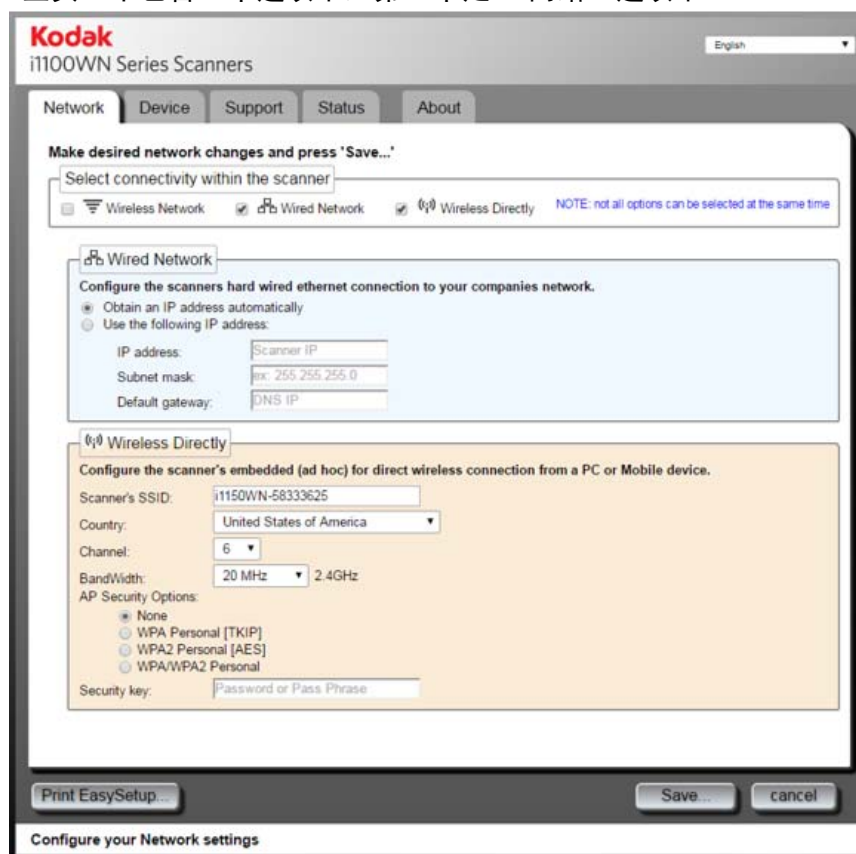 Kodak
i1100WN Series Scanners
English
Network Device Support Status About
Make desired network changes and press 'Save...'
Select connectivity within the scanner
Wireless Network Wired Network Wireless Directly NOTE: not all options can be selected at the same time
Wired Network
Configure the scanners hard wired ethernet connection to your companies network.
Obtain an IP address automatically
Use the following IP address:
IP address: Scanner IP
Subnet mask: ex: 255.255.255.0
Default gateway: DNS IP
Wireless Directly
Configure the scanner's embedded (ad hoc) for direct wireless connection from a PC or Mobile device.
Scanner's SSID: i1150WN-58333625
Country: United States of America
Channel: 6
BandWidth: 20 MHz 2.4GHz
AP Security Options:
None
WPA Personal [TKIP]
WPA2 Personal [AES]
WPA/WPA2 Personal
Security key: Password or Pass Phrase
Print EasySetup... Save... cancel
Configure your Network settings